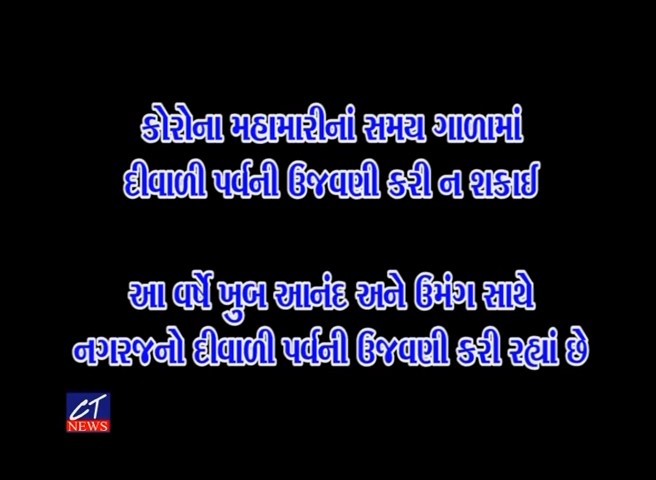 કોરોના મહામારીનાં સમય ગાળામાં
દીવાળી પર્વની ઉજવણી કરી ન શકાઈ
આ વર્ષે ખુબ આનંદ અને ઉમંગ સાથે
નગરજનો દીવાળી પર્વની ઉજવણી કરી રહ્યાં છે
CT
NEWS